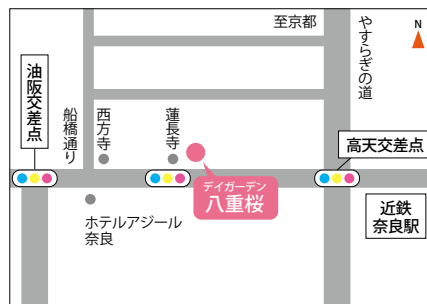 至京都
N
やすらぎの道
油阪交差点
船橋通り
西方寺
蓮長寺
高天交差点
デイガーデン
八重桜
近鉄
奈良駅
ホテルアジール
奈良